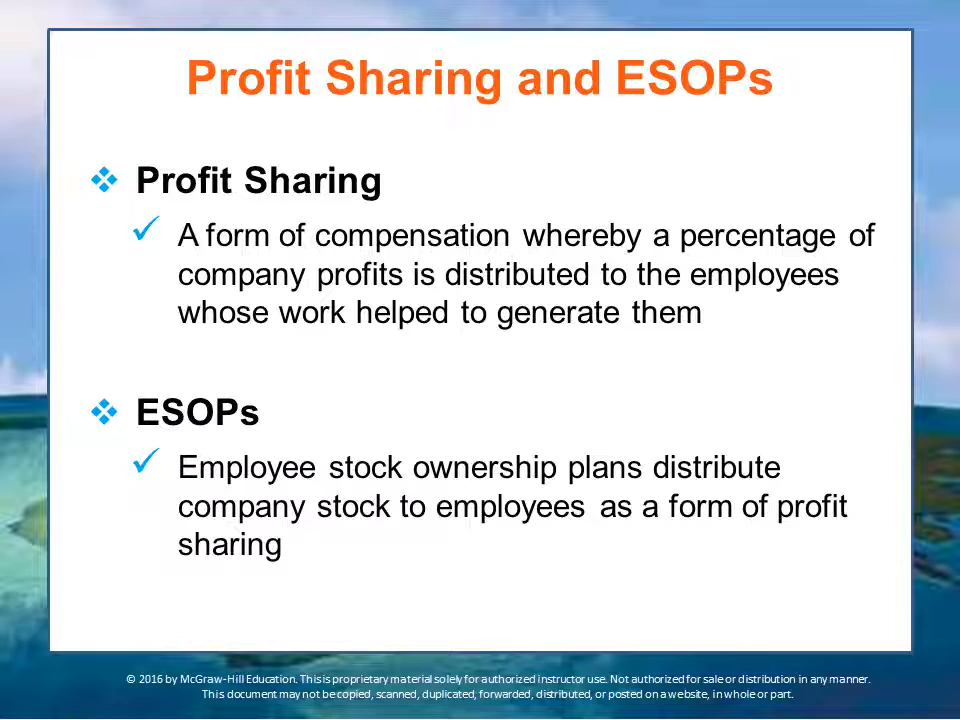 Profit Sharing and ESOPs
Profit Sharing
A form of compensation whereby a percentage of
company profits is distributed to the employees
whose work helped to generate them
ESOPs
Employee stock ownership plans distribute
company stock to employees as a form of profit
sharing
© 2016 by McGraw-Hill Education. This is proprietary material solely for authorized instructor use. Not authorized for sale or distribution in any manner.
This document may not be copied, scanned, duplicated, forwarded, distributed, or posted on a website, in whole or part.